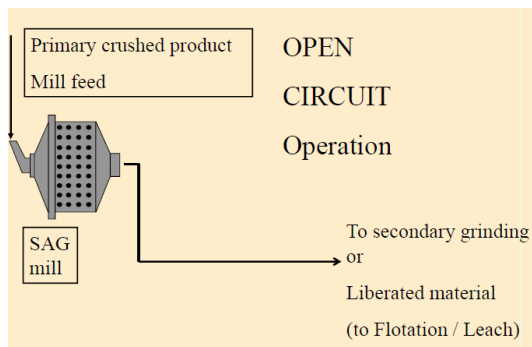 Primary crushed product
Mill feed
OPEN
CIRCUIT
Operation
SAG
mill
To secondary grinding
or
Liberated material
(to Flotation / Leach)